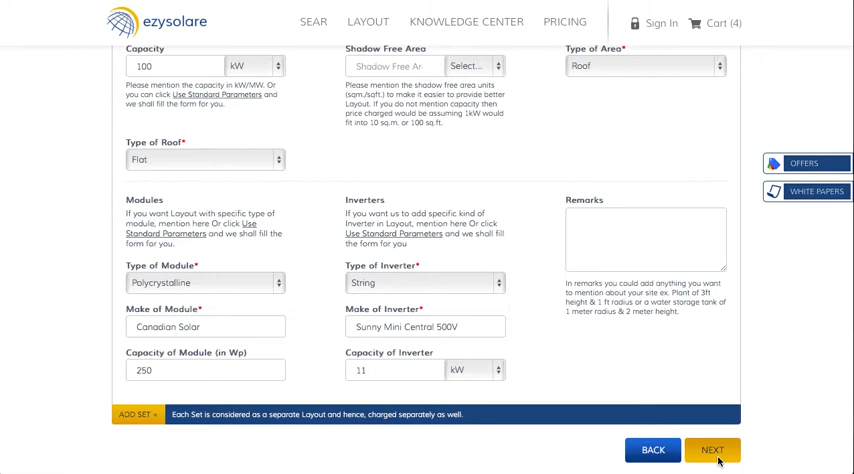 ezysolare
SEAR LAYOUT KNOWLEDGE CENTER PRICING
Sign In Cart (4)
Capacity
100 kW
Please mention the capacity in kW/MW. Or
you can click Use Standard Parameters and
we shall fill the form for you.
Shadow Free Area
Shadow Free Ar Select...
Please mention the shadow free area units
(sqm./sqft.) to make it easier to provide better
Layout. If you do not mention capacity then
price charged would be assuming 1kW would
fit into 10 sq.m. or 100 sq.ft.
Type of Area*
Roof
Type of Roof*
Flat
OFFERS
WHITE PAPERS
Modules
If you want Layout with specific type of
module, mention here Or click Use
Standard Parameters and we shall fill the
form for you.
Type of Module*
Polycrystalline
Make of Module*
Canadian Solar
Capacity of Module (in Wp)
250
Inverters
If you want us to add specific kind of
Inverter in Layout, mention here Or click
Use Standard Parameters and we shall fill
the form for you
Type of Inverter*
String
Make of Inverter*
Sunny Mini Central 500V
Capacity of Inverter
11 kW
Remarks
In remarks you could add anything you want
to mention about your site ex. Plant of 3ft
height & 1 ft radius or a water storage tank of
1 meter radius & 2 meter height.
ADD SET + Each Set is considered as a separate Layout and hence, charged separately as well.
BACK NEXT